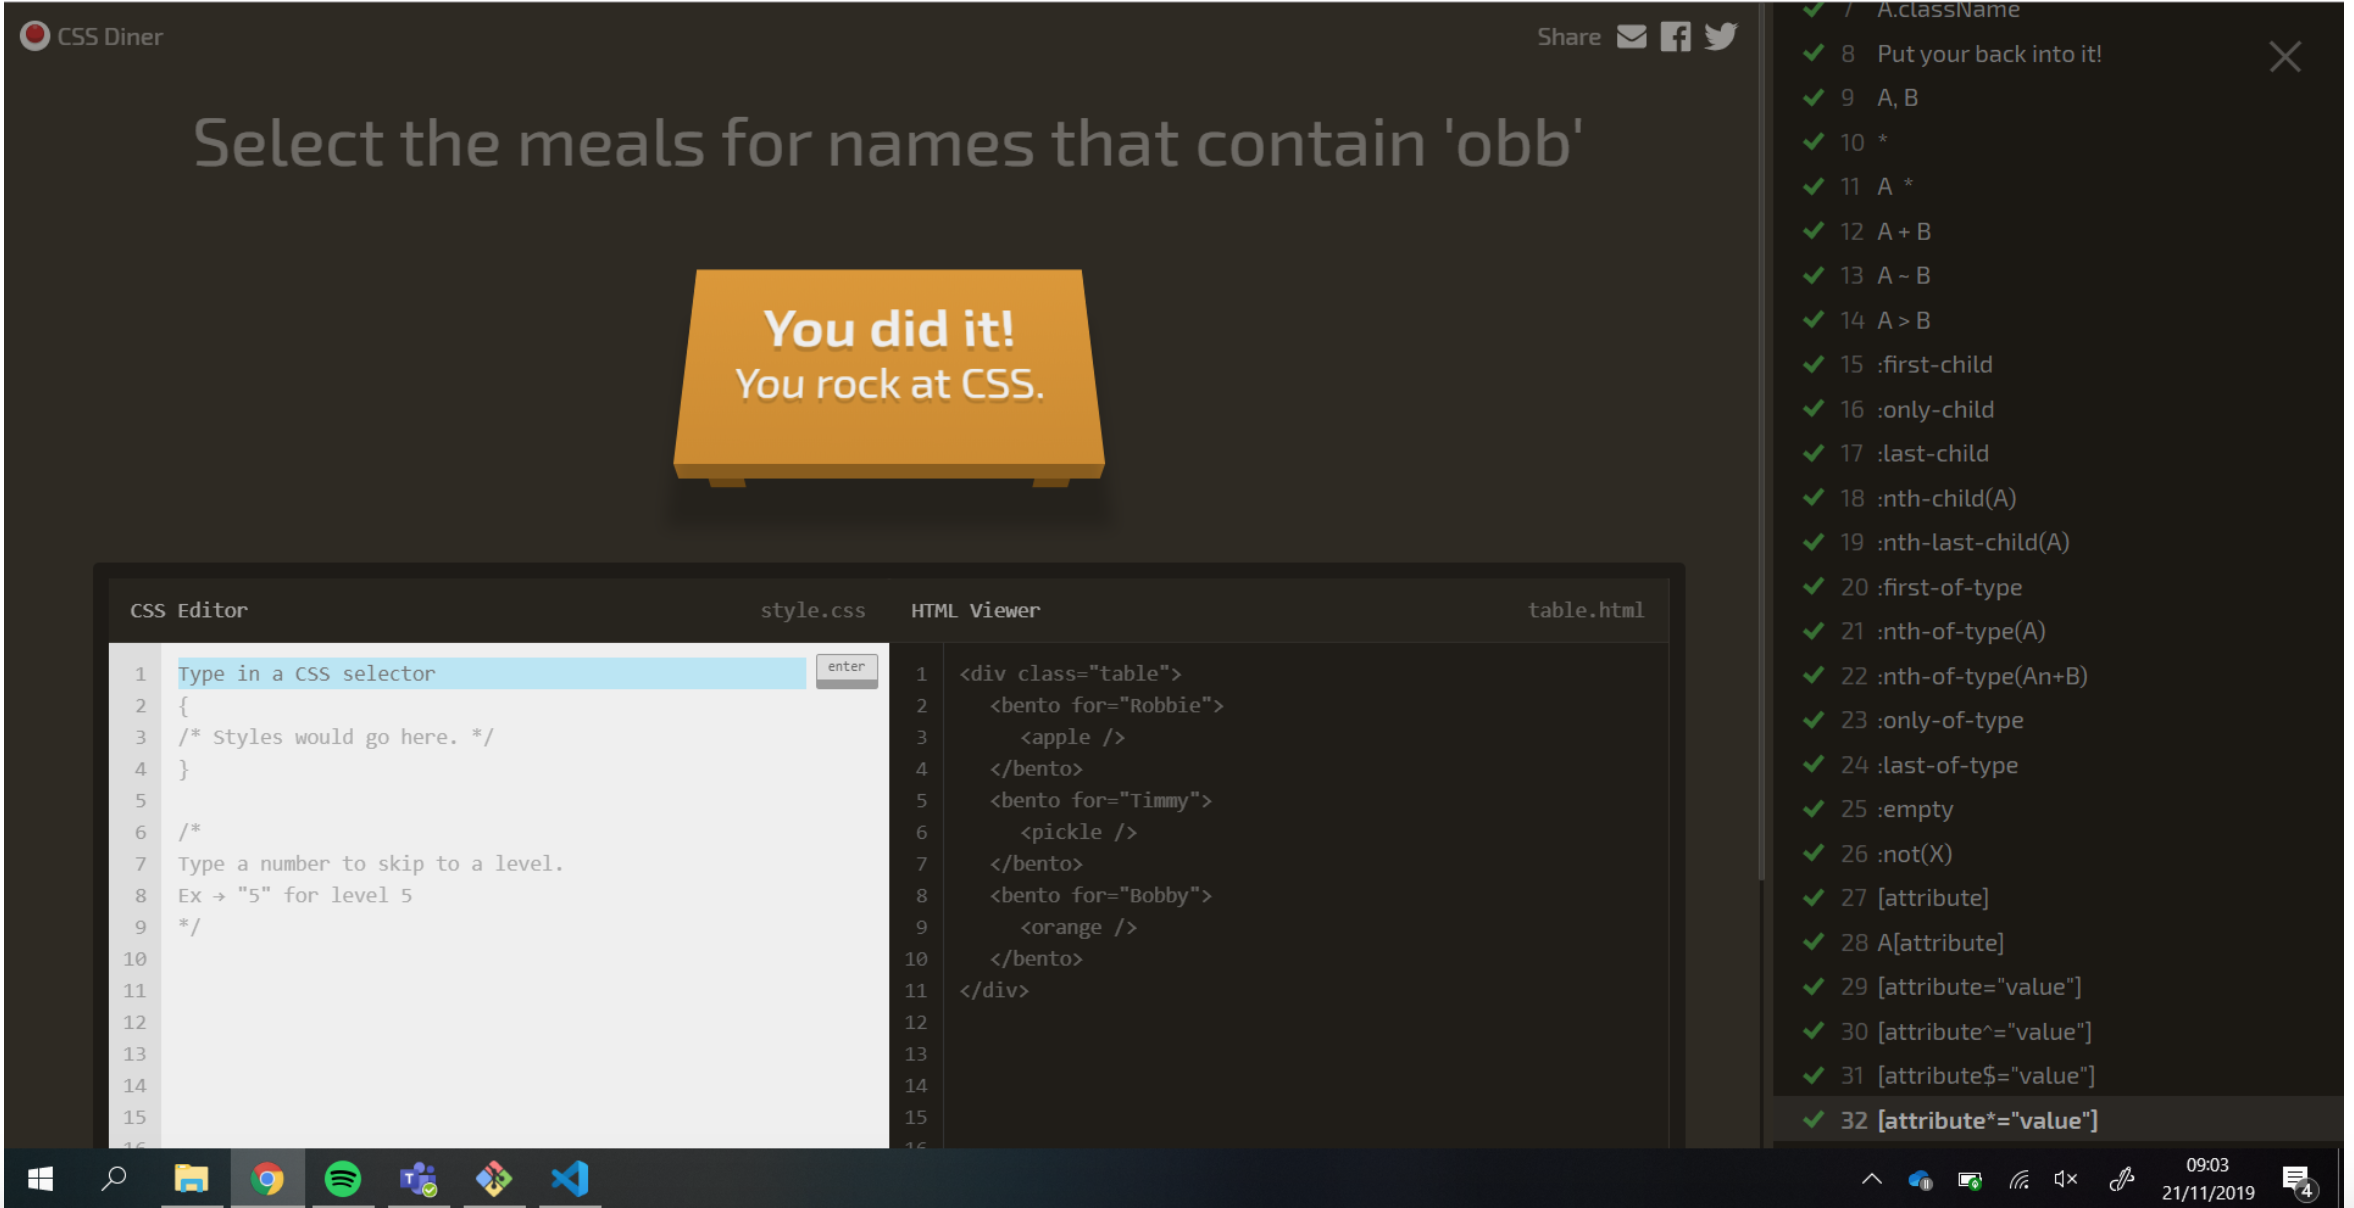 CSS Diner
Share
Select the meals for names that contain 'obb'
You did it!
You rock at CSS.
CSS Editor style.css
1 Type in a CSS selector enter
2 {
3 /* Styles would go here. */
4 }
5
6 /*
7 Type a number to skip to a level.
8 Ex → "5" for level 5
9 */
10
11
12
13
14
15
16
HTML Viewer table.html
1 <div class="table">
2 <bento for="Robbie">
3 <apple />
4 </bento>
5 <bento for="Timmy">
6 <pickle />
7 </bento>
8 <bento for="Bobby">
9 <orange />
10 </bento>
11 </div>
12
13
14
15
16
7 A.className
8 Put your back into it!
9 A, B
10 *
11 A *
12 A + B
13 A ~ B
14 A > B
15 :first-child
16 :only-child
17 :last-child
18 :nth-child(A)
19 :nth-last-child(A)
20 :first-of-type
21 :nth-of-type(A)
22 :nth-of-type(An+B)
23 :only-of-type
24 :last-of-type
25 :empty
26 :not(X)
27 [attribute]
28 A[attribute]
29 [attribute="value"]
30 [attribute^="value"]
31 [attribute$="value"]
32 [attribute*="value"]
09:03
21/11/2019
4